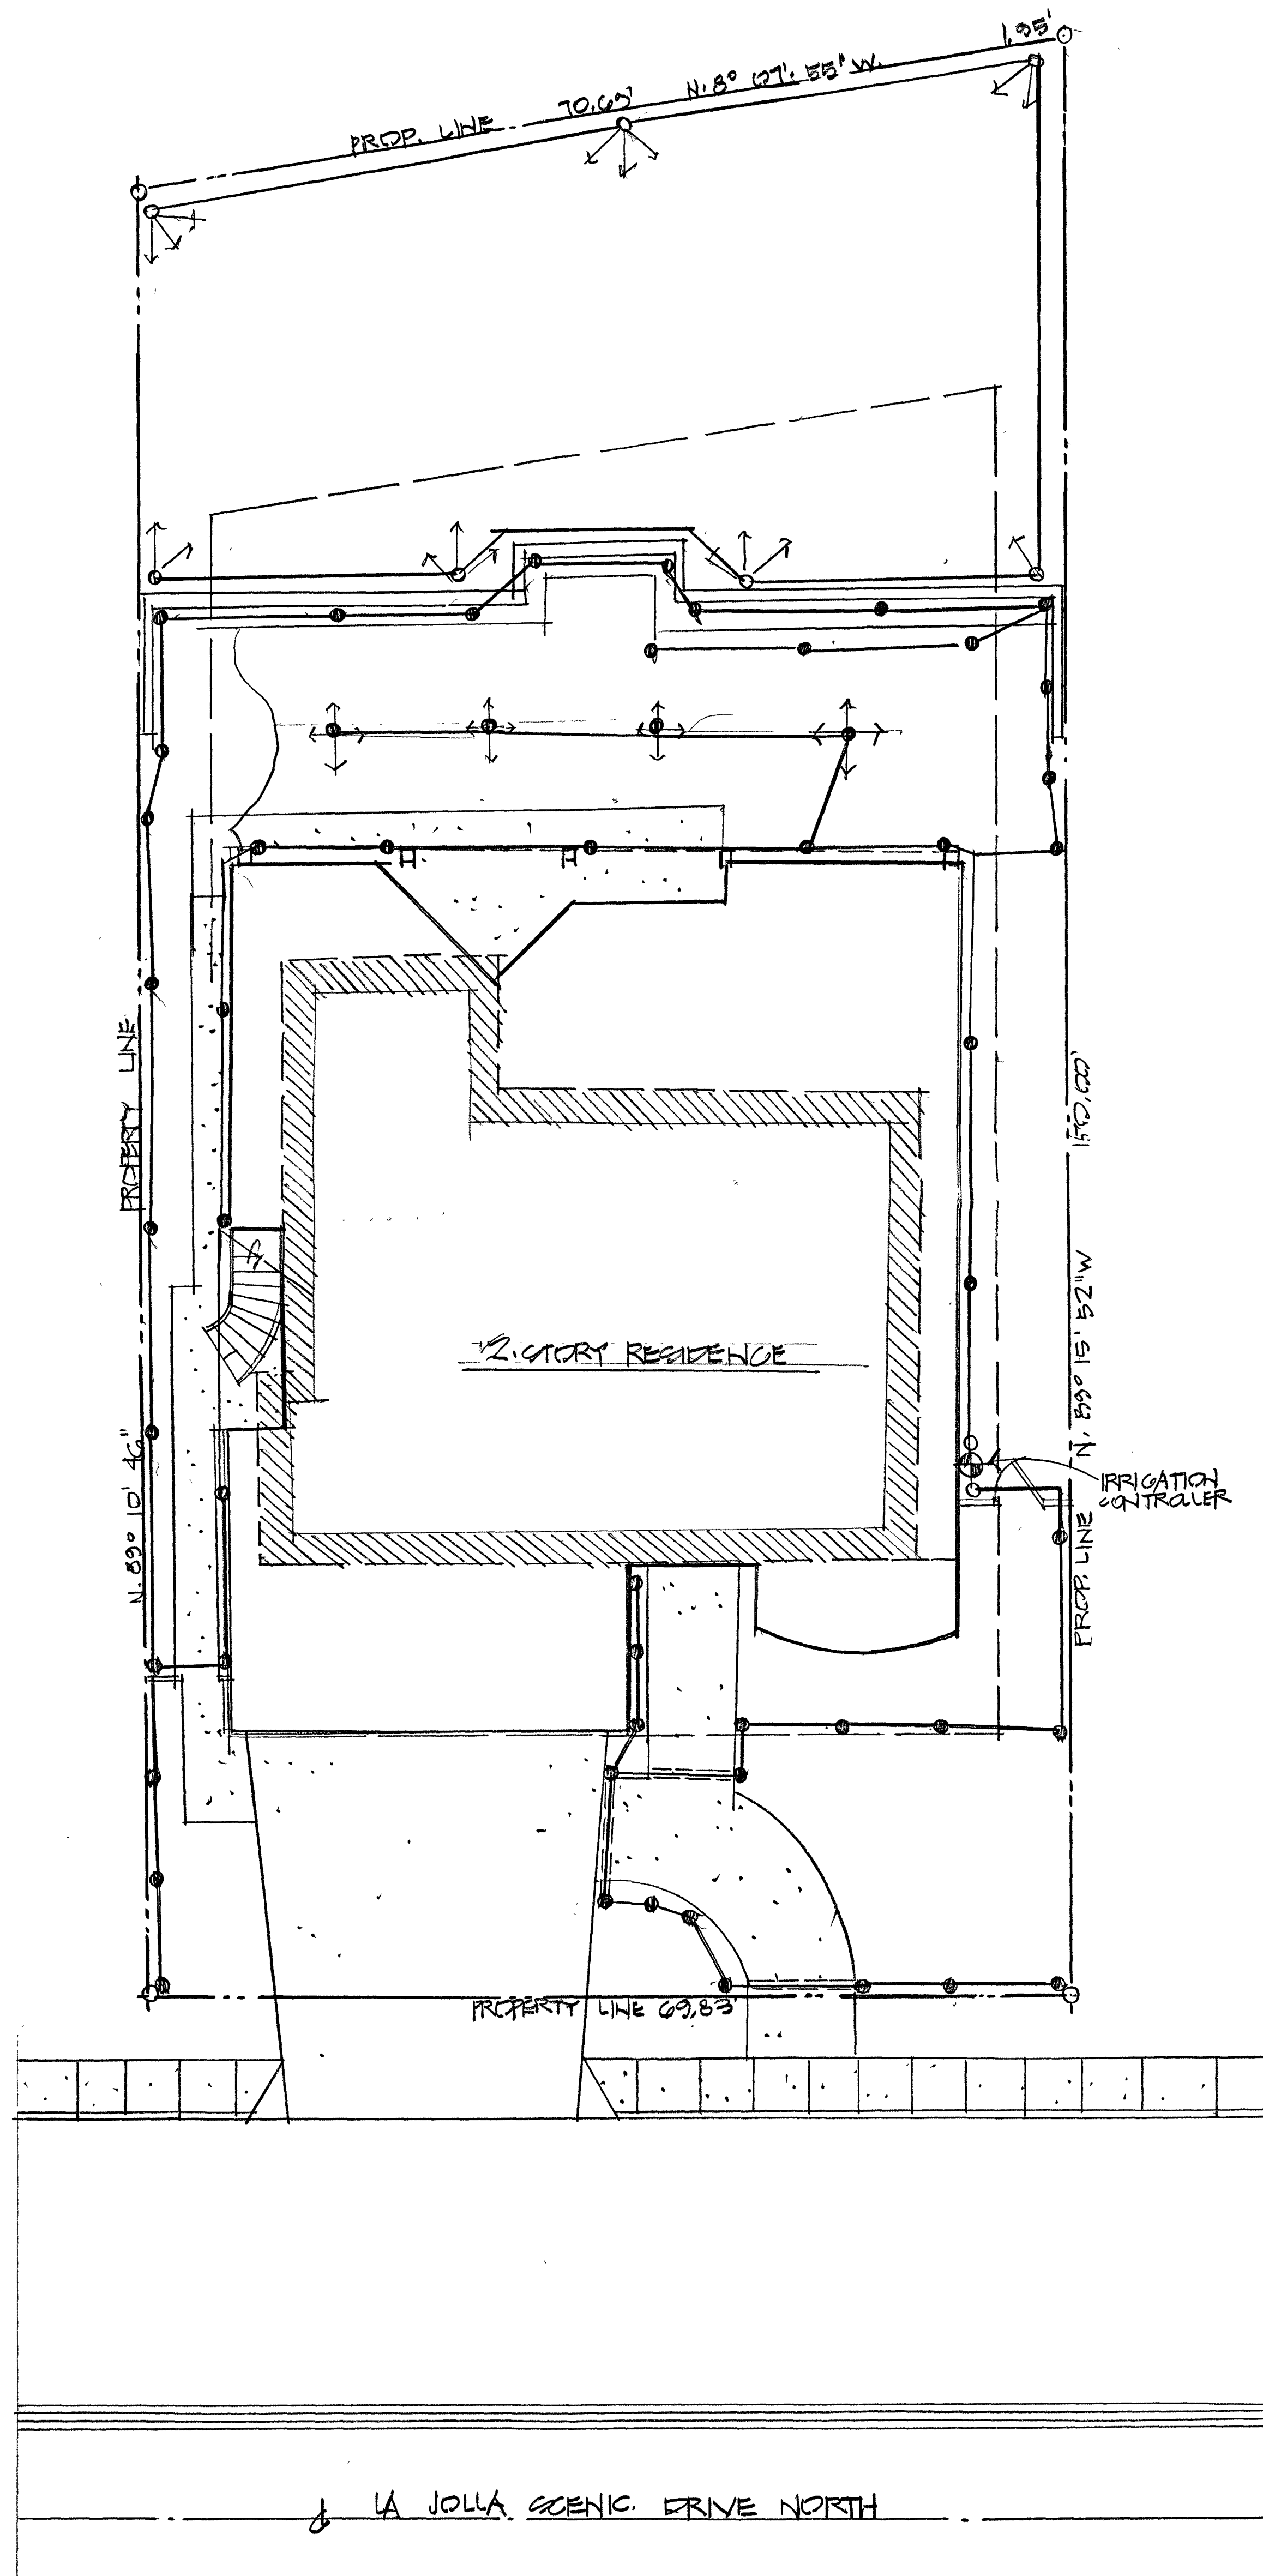 1.95'
N. 8° 07': 55" W.
70.69'
PROP. LINE
PROPERTY LINE
150.00'
2. STORY RESIDENCE
N. 89° 15'. 52" W
N. 89° 10' 46"
IRRIGATION
CONTROLLER
PROP. LINE
PROPERTY LINE 69.83'
LA JOLLA SCENIC. DRIVE NORTH